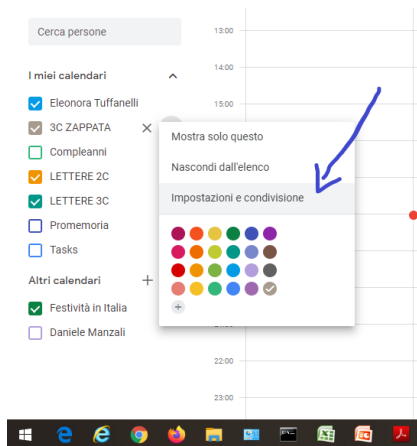 Cerca persone
I miei calendari
Eleonora Tuffanelli
3C ZAPPATA
Compleanni
LETTERE 2C
LETTERE 3C
Promemoria
Tasks
Altri calendari
Festività in Italia
Daniele Manzali
Mostra solo questo
Nascondi dall'elenco
Impostazioni e condivisione
13:00
14:00
15:00
22:00
23:00